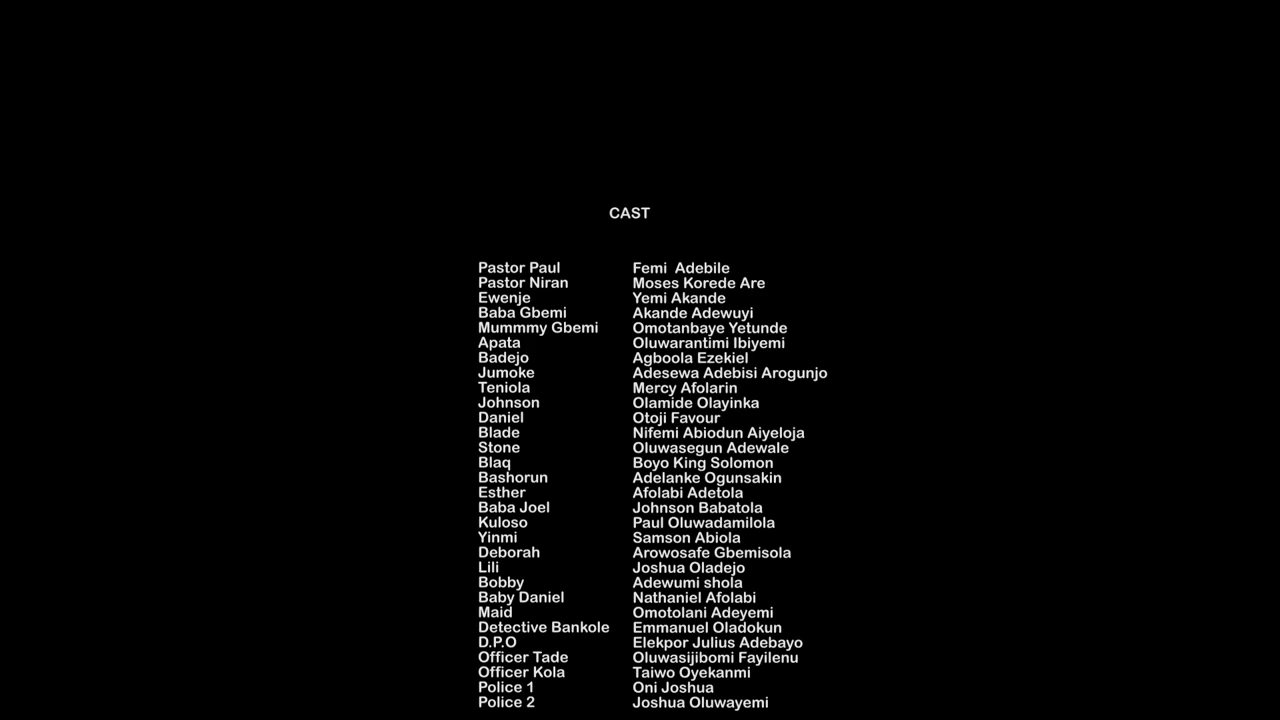 CAST
Pastor Paul Femi Adebile
Pastor Niran Moses Korede Are
Ewenje Yemi Akande
Baba Gbemi Akande Adewuyi
Mummmy Gbemi Omotanbaye Yetunde
Apata Oluwarantimi Ibiyemi
Badejo Agboola Ezekiel
Jumoke Adesewa Adebisi Arogunjo
Teniola Mercy Afolarin
Johnson Olamide Olayinka
Daniel Otoji Favour
Blade Nifemi Abiodun Aiyeloja
Stone Oluwasegun Adewale
Blaq Boyo King Solomon
Bashorun Adelanke Ogunsakin
Esther Afolabi Adetola
Baba Joel Johnson Babatola
Kuloso Paul Oluwadamilola
Yinmi Samson Abiola
Deborah Arowosafe Gbemisola
Lili Joshua Oladejo
Bobby Adewumi shola
Baby Daniel Nathaniel Afolabi
Maid Omotolani Adeyemi
Detective Bankole Emmanuel Oladokun
D.P.O Elekpor Julius Adebayo
Officer Tade Oluwasijibomi Fayilenu
Officer Kola Taiwo Oyekanmi
Police 1 Oni Joshua
Police 2 Joshua Oluwayemi